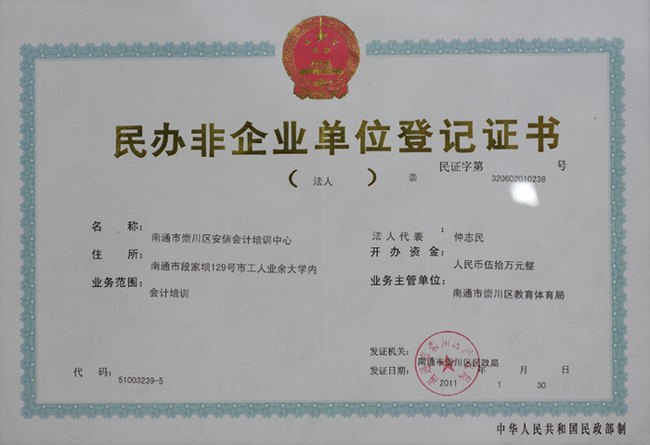 民办非企业单位登记证书
(法人) 崇 民证字第 320602010238 号
名称: 南通市崇川区安信会计培训中心
住所: 南通市段家坝129号市工人业余大学内
业务范围: 会计培训
法人代表: 仲志民
开办资金: 人民币伍拾万元整
业务主管单位: 南通市崇川区教育体育局
发证机关: 南通市崇川区民政局
发证日期: 2011 年 1 月 30 日
代码: 51003239-5
中华人民共和国民政部制